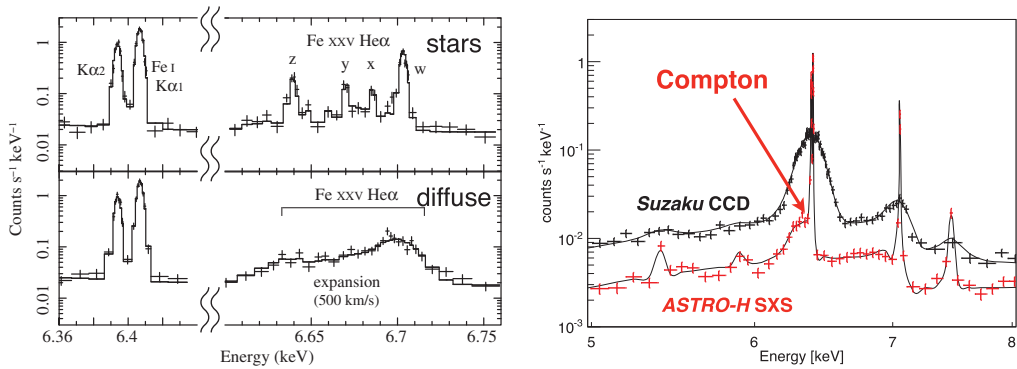 Fe XXV Heα
stars
Kα2
Fe I
Kα1
z
y
x
w
1
0.1
0.01
Counts s⁻¹ keV⁻¹
Fe XXV Heα
diffuse
expansion
(500 km/s)
1
0.1
0.01
6.36
6.4
6.65
6.7
6.75
Energy (keV)
Compton
Suzaku CCD
ASTRO-H SXS
counts s⁻¹ keV⁻¹
1
10⁻¹
10⁻²
10⁻³
5
6
7
8
Energy [keV]